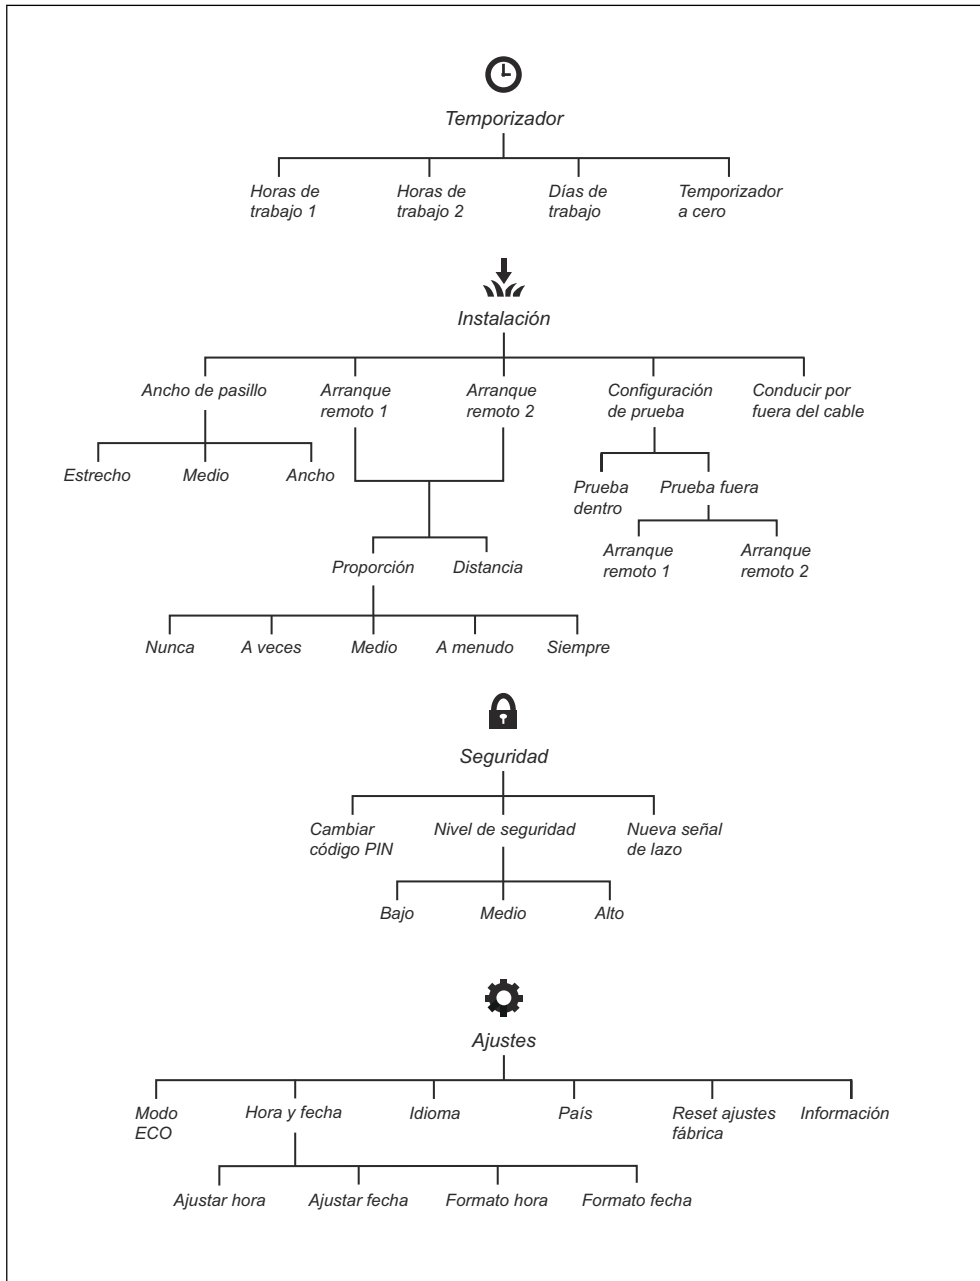 Temporizador
Horas de
trabajo 1
Horas de
trabajo 2
Días de
trabajo
Temporizador
a cero
Instalación
Ancho de pasillo
Arranque
remoto 1
Arranque
remoto 2
Configuración
de prueba
Conducir por
fuera del cable
Estrecho
Medio
Ancho
Prueba
dentro
Prueba fuera
Arranque
remoto 1
Arranque
remoto 2
Proporción
Distancia
Nunca
A veces
Medio
A menudo
Siempre
Seguridad
Cambiar
código PIN
Nivel de seguridad
Nueva señal
de lazo
Bajo
Medio
Alto
Ajustes
Modo
ECO
Hora y fecha
Idioma
País
Reset ajustes
fábrica
Información
Ajustar hora
Ajustar fecha
Formato hora
Formato fecha